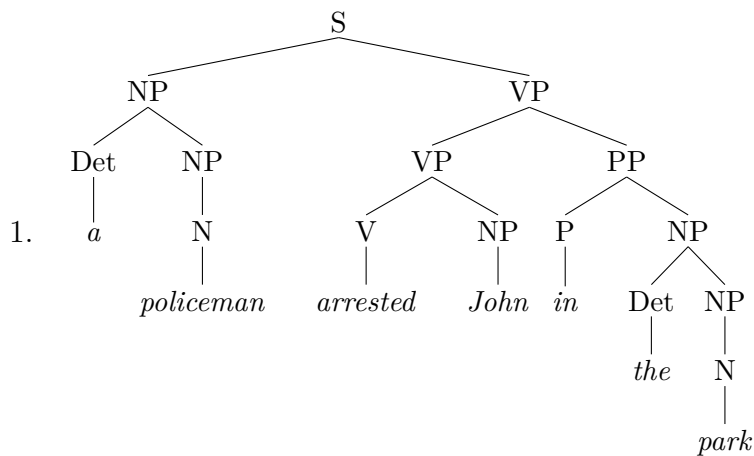 S
NP VP
Det NP VP PP
1. a N V NP P NP
policeman arrested John in Det NP
the N
park